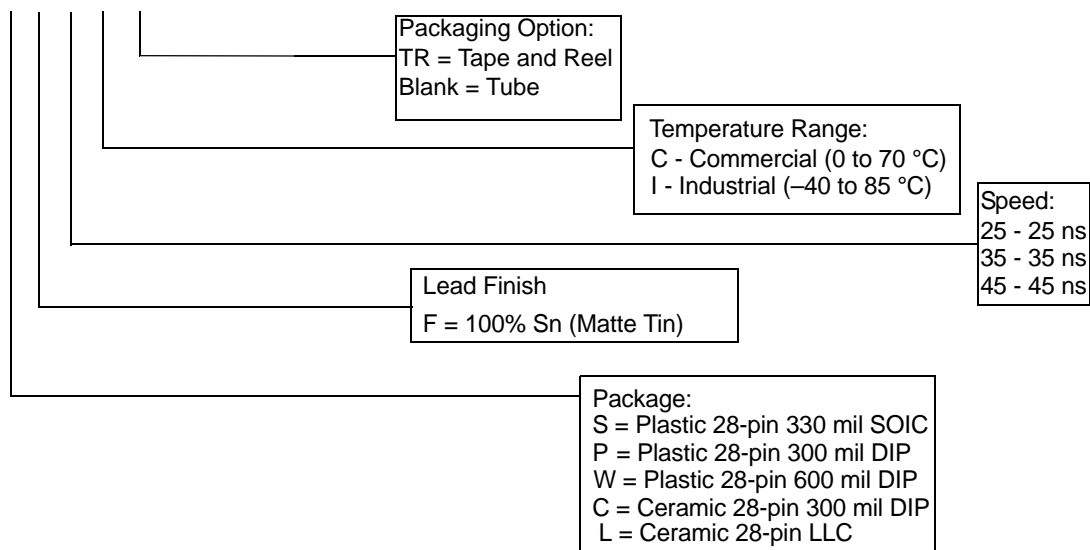 Packaging Option:
TR = Tape and Reel
Blank = Tube
Temperature Range:
C - Commercial (0 to 70 °C)
I - Industrial (–40 to 85 °C)
Speed:
25 - 25 ns
35 - 35 ns
45 - 45 ns
Lead Finish
F = 100% Sn (Matte Tin)
Package:
S = Plastic 28-pin 330 mil SOIC
P = Plastic 28-pin 300 mil DIP
W = Plastic 28-pin 600 mil DIP
C = Ceramic 28-pin 300 mil DIP
L = Ceramic 28-pin LLC